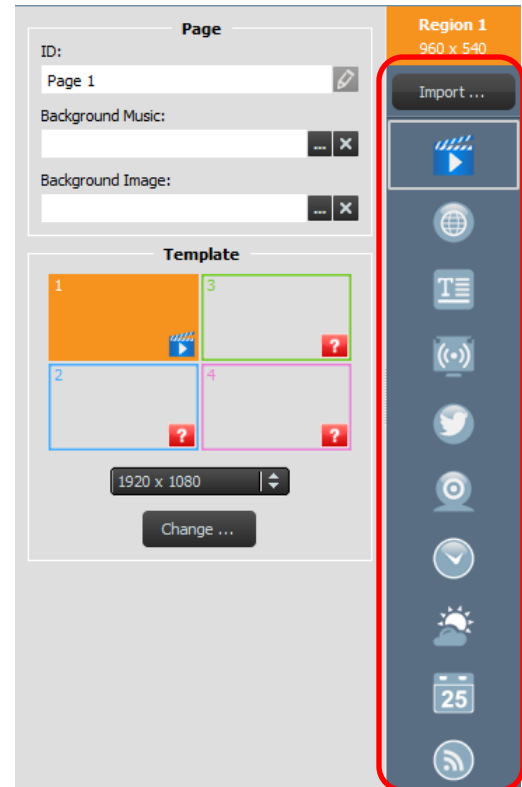 Page
ID:
Page 1
Background Music:
...
Background Image:
...
Template
1
3
?
2
4
?
?
1920 x 1080
Change ...
Region 1
960 x 540
Import ...
T
25